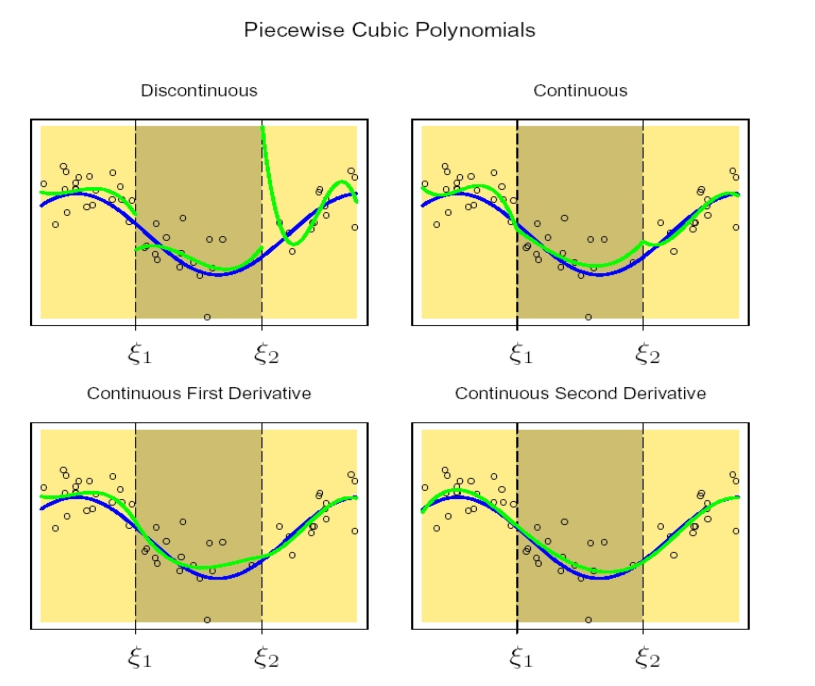 Piecewise Cubic Polynomials
Discontinuous
Continuous
ξ1 ξ2
ξ1 ξ2
Continuous First Derivative
Continuous Second Derivative
ξ1 ξ2
ξ1 ξ2